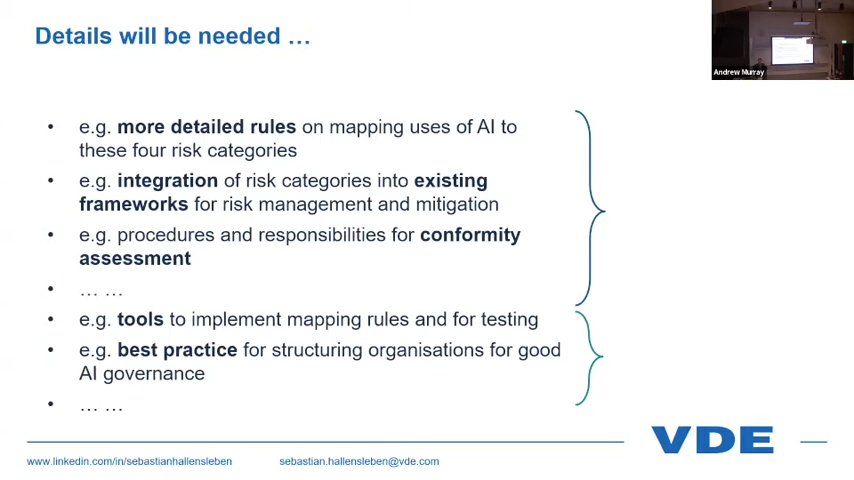 Details will be needed …
Andrew Murray
• e.g. more detailed rules on mapping uses of AI to
these four risk categories
• e.g. integration of risk categories into existing
frameworks for risk management and mitigation
• e.g. procedures and responsibilities for conformity
assessment
• … …
• e.g. tools to implement mapping rules and for testing
• e.g. best practice for structuring organisations for good
AI governance
• … …
VDE
www.linkedin.com/in/sebastianhallensleben sebastian.hallensleben@vde.com